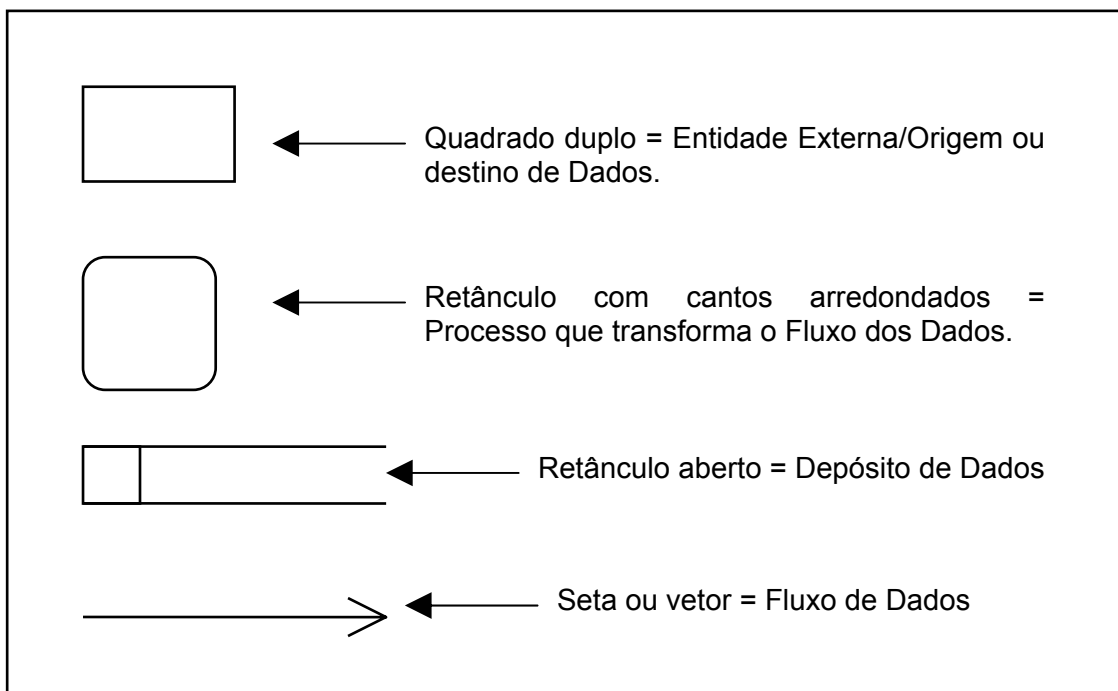 Quadrado duplo = Entidade Externa/Origem ou
destino de Dados.
Retânculo com cantos arredondados =
Processo que transforma o Fluxo dos Dados.
Retânculo aberto = Depósito de Dados
Seta ou vetor = Fluxo de Dados